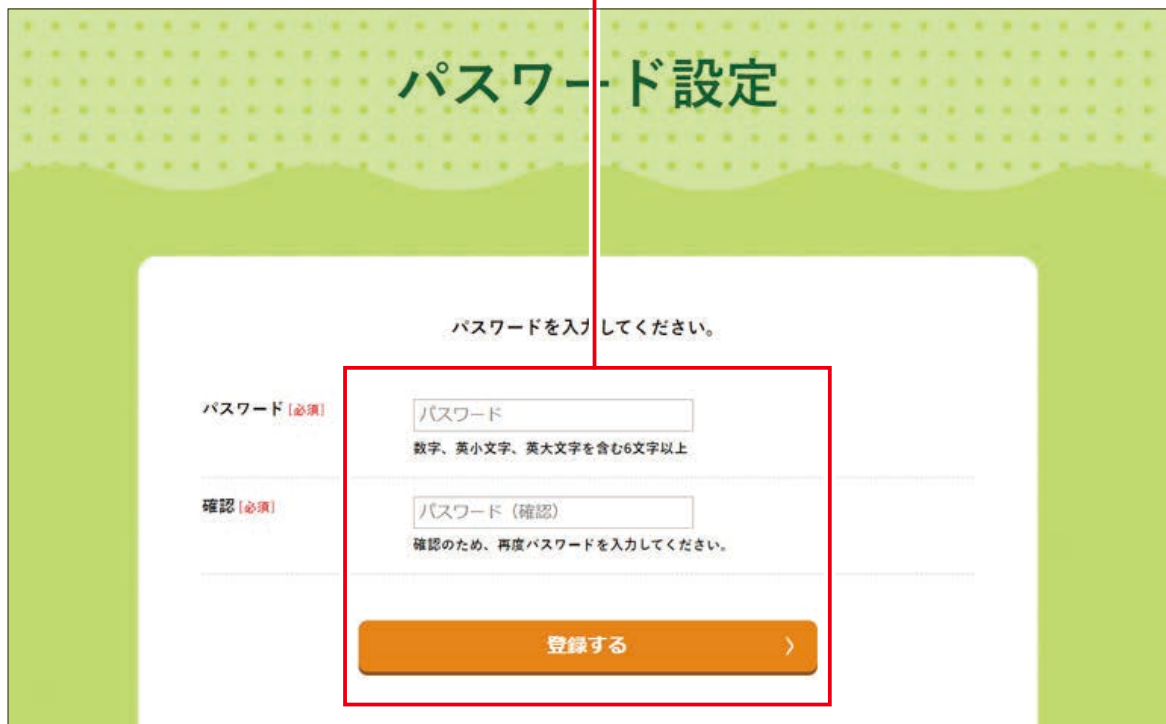 パスワード設定
パスワードを入力してください。
パスワード [必須]
パスワード
数字、英小文字、英大文字を含む6文字以上
確認 [必須]
パスワード（確認）
確認のため、再度パスワードを入力してください。
登録する